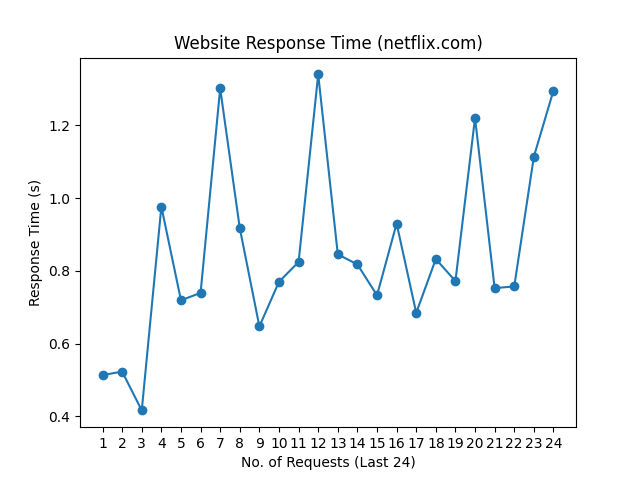 Website Response Time (netflix.com)
Response Time (s)
1.2
1.0
0.8
0.6
0.4
1 2 3 4 5 6 7 8 9 10 11 12 13 14 15 16 17 18 19 20 21 22 23 24
No. of Requests (Last 24)